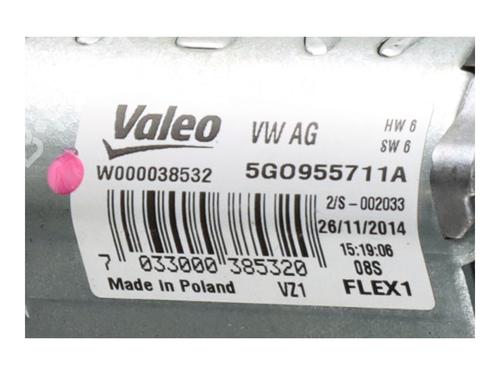 Valeo VW AG HW 6
SW 6
W000038532 5G0955711A
2/S-002033
26/11/2014
15:19:06
7 033000 385320 08S
Made in Poland VZ1 FLEX1